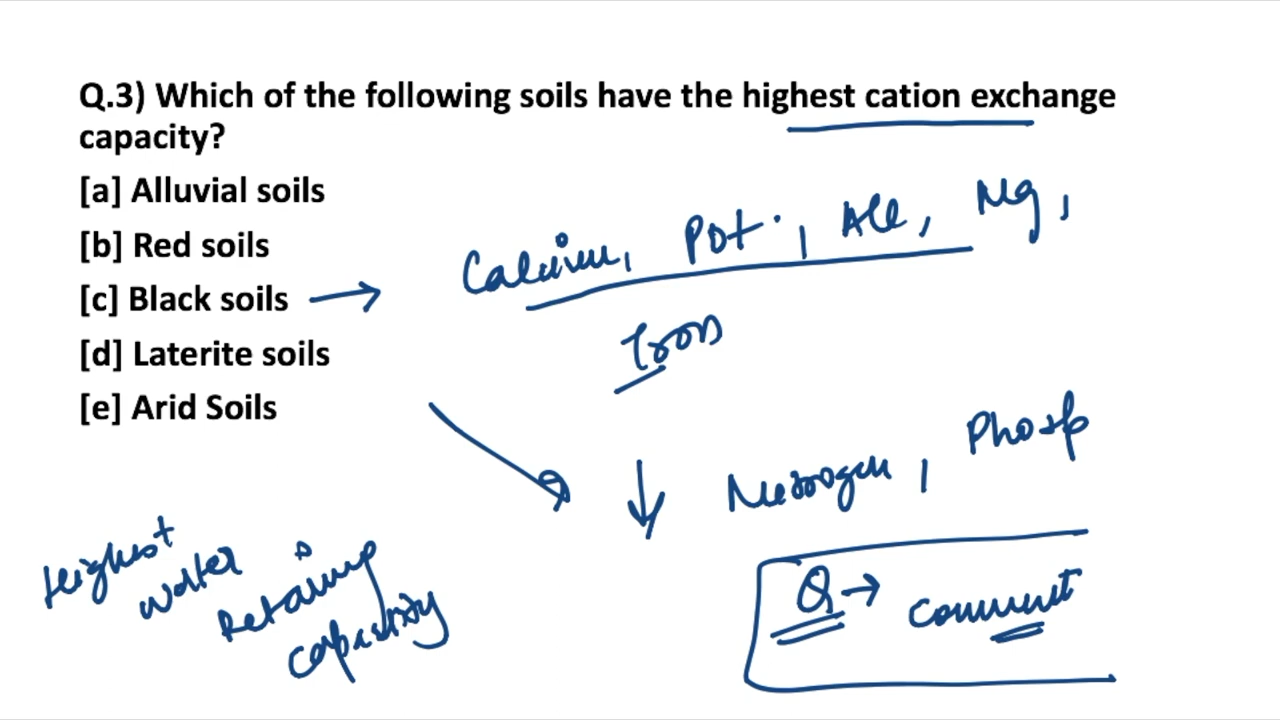 Q.3) Which of the following soils have the highest cation exchange
capacity?
[a] Alluvial soils
[b] Red soils
[c] Black soils →
[d] Laterite soils
[e] Arid Soils
Calcium, Pot., All, Mg,
Iron
↓ Nitrogen, Phosp
Highest
water
Retaining
capacity
Q → comment